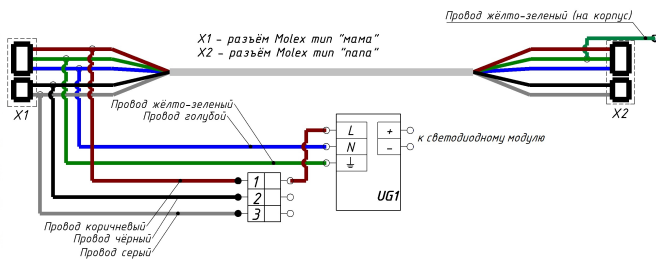 Провод жёлто-зеленый (на корпус)
X1 - разъём Molex тип "мама"
X2 - разъём Molex тип "папа"
X1
X2
Провод жёлто-зеленый
Провод голубой
L
N
+
-
к светодиодному модулю
UG1
1
2
3
Провод коричневый
Провод чёрный
Провод серый